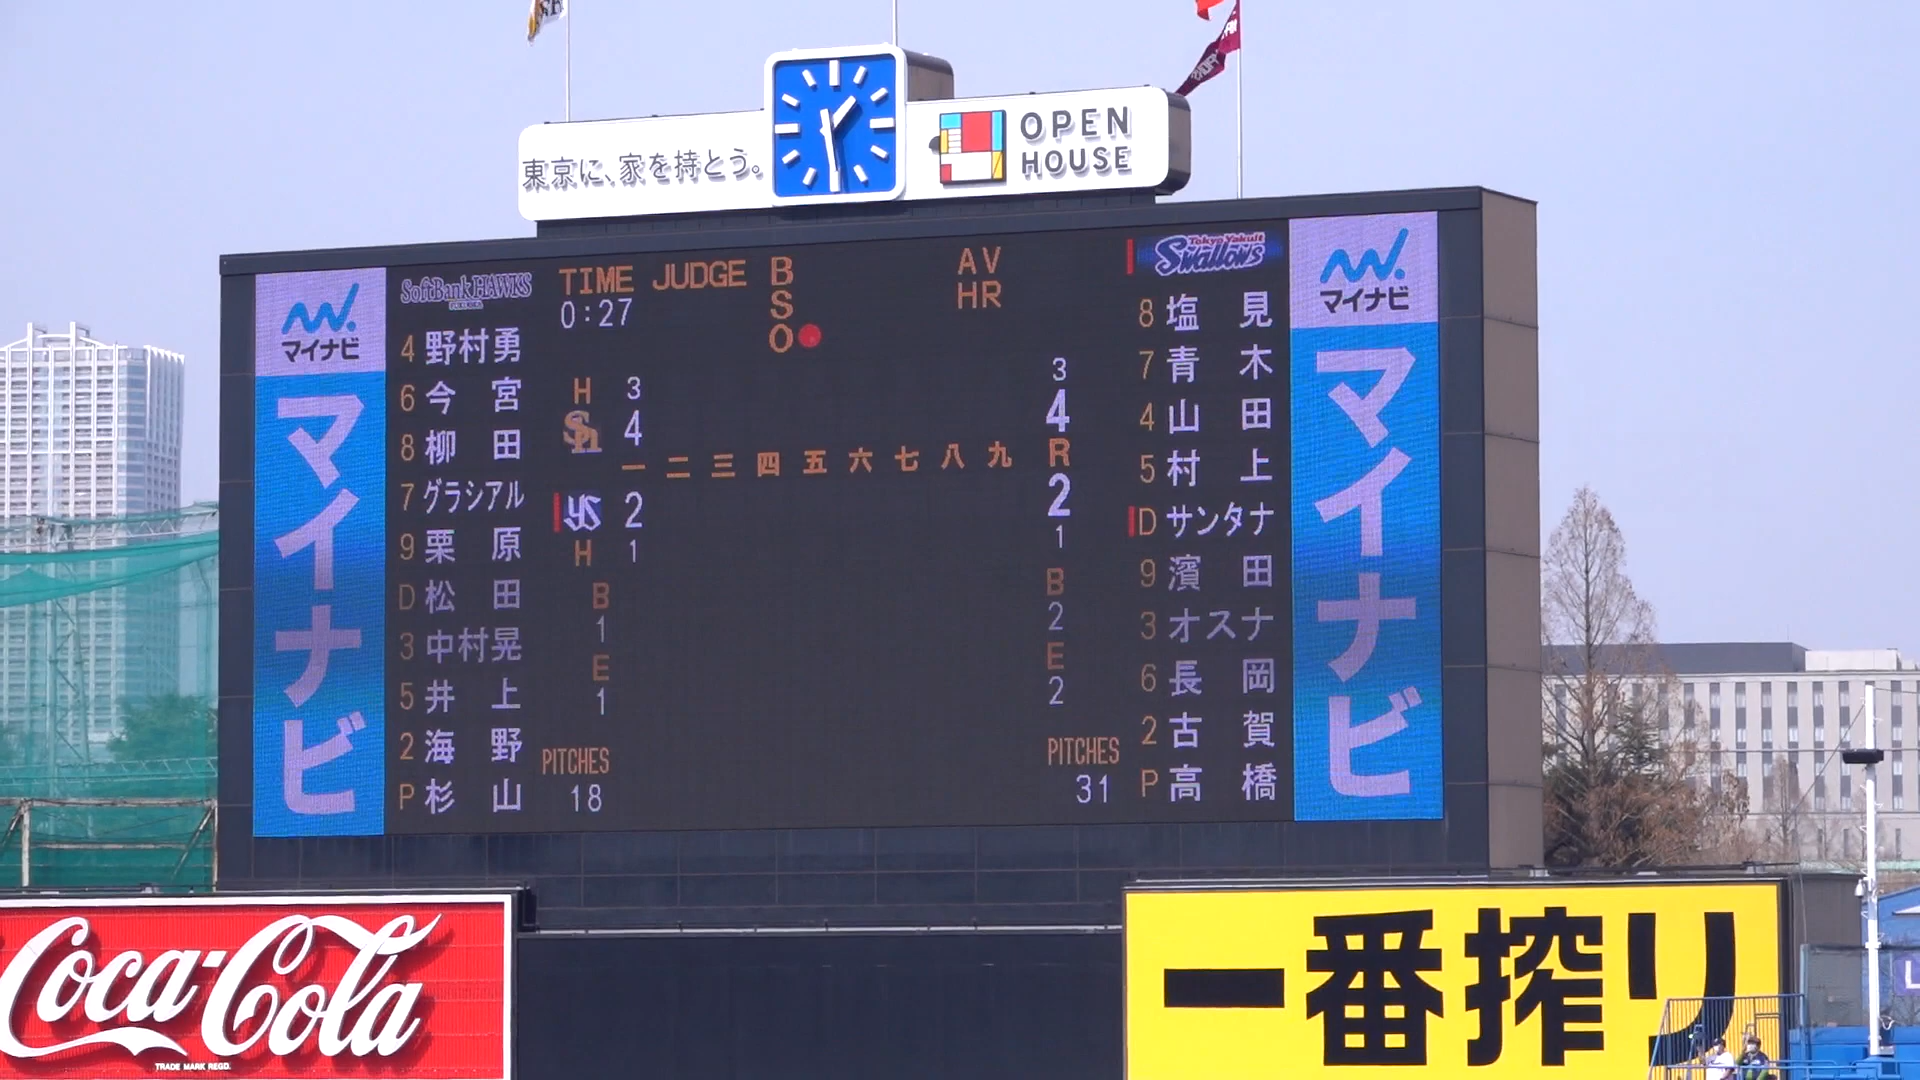 東京に、家を持とう。
OPEN
HOUSE
マイナビ
マイナビ
SoftBank HAWKS
4 野村勇
6 今宮
8 柳田
7 グラシアル
9 栗原
D 松田
3 中村晃
5 井上
2 海野
P 杉山
TIME JUDGE
0:27
B
S
O
AV
HR
H 3 3
4 4
一 二 三 四 五 六 七 八 九 R
YS 2 2
H 1 1
B B
1 2
E E
1 2
PITCHES PITCHES
18 31
Tokyo Yakult
Swallows
8 塩見
7 青木
4 山田
5 村上
D サンタナ
9 濱田
3 オスナ
6 長岡
2 古賀
P 高橋
マイナビ
マイナビ
Coca-Cola
TRADE MARK REGD.
一番搾り